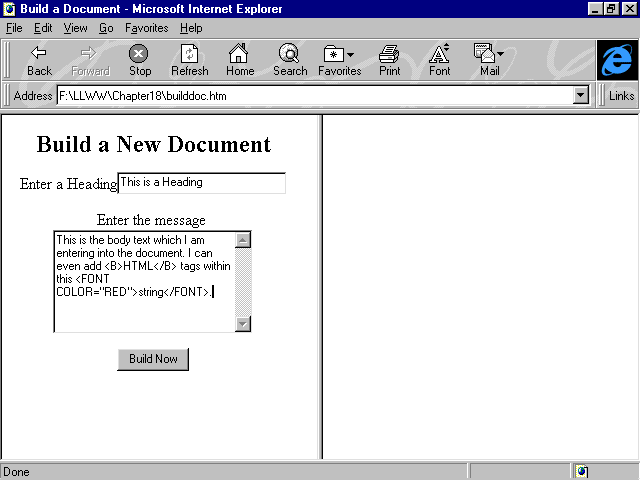 Build a Document - Microsoft Internet Explorer
File Edit View Go Favorites Help
Back Forward Stop Refresh Home Search Favorites Print Font Mail
Address F:\LLWW\Chapter18\builddoc.htm Links
Build a New Document
Enter a Heading This is a Heading
Enter the message
This is the body text which I am
entering into the document. I can
even add <B>HTML</B> tags within
this <FONT
COLOR="RED">string</FONT>.
Build Now
Done